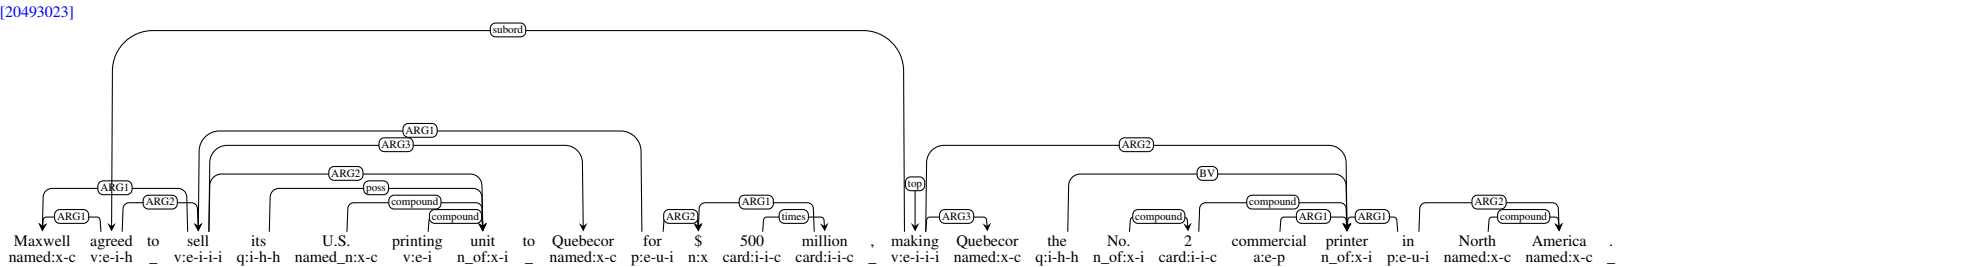 [20493023]
subord
ARG1
ARG3
ARG2 ARG2
ARG1 poss BV
top
ARG2 compound ARG1 compound ARG2
ARG1 compound ARG2 times ARG3 compound ARG1 ARG1 compound
Maxwell agreed to sell its U.S. printing unit to Quebecor for $ 500 million , making Quebecor the No. 2 commercial printer in North America .
named:x-c v:e-i-h _ v:e-i-i-i q:i-h-h named_n:x-c v:e-i n_of:x-i _ named:x-c p:e-u-i n:x card:i-i-c card:i-i-c _ v:e-i-i-i named:x-c q:i-h-h n_of:x-i card:i-i-c a:e-p n_of:x-i p:e-u-i named:x-c named:x-c _